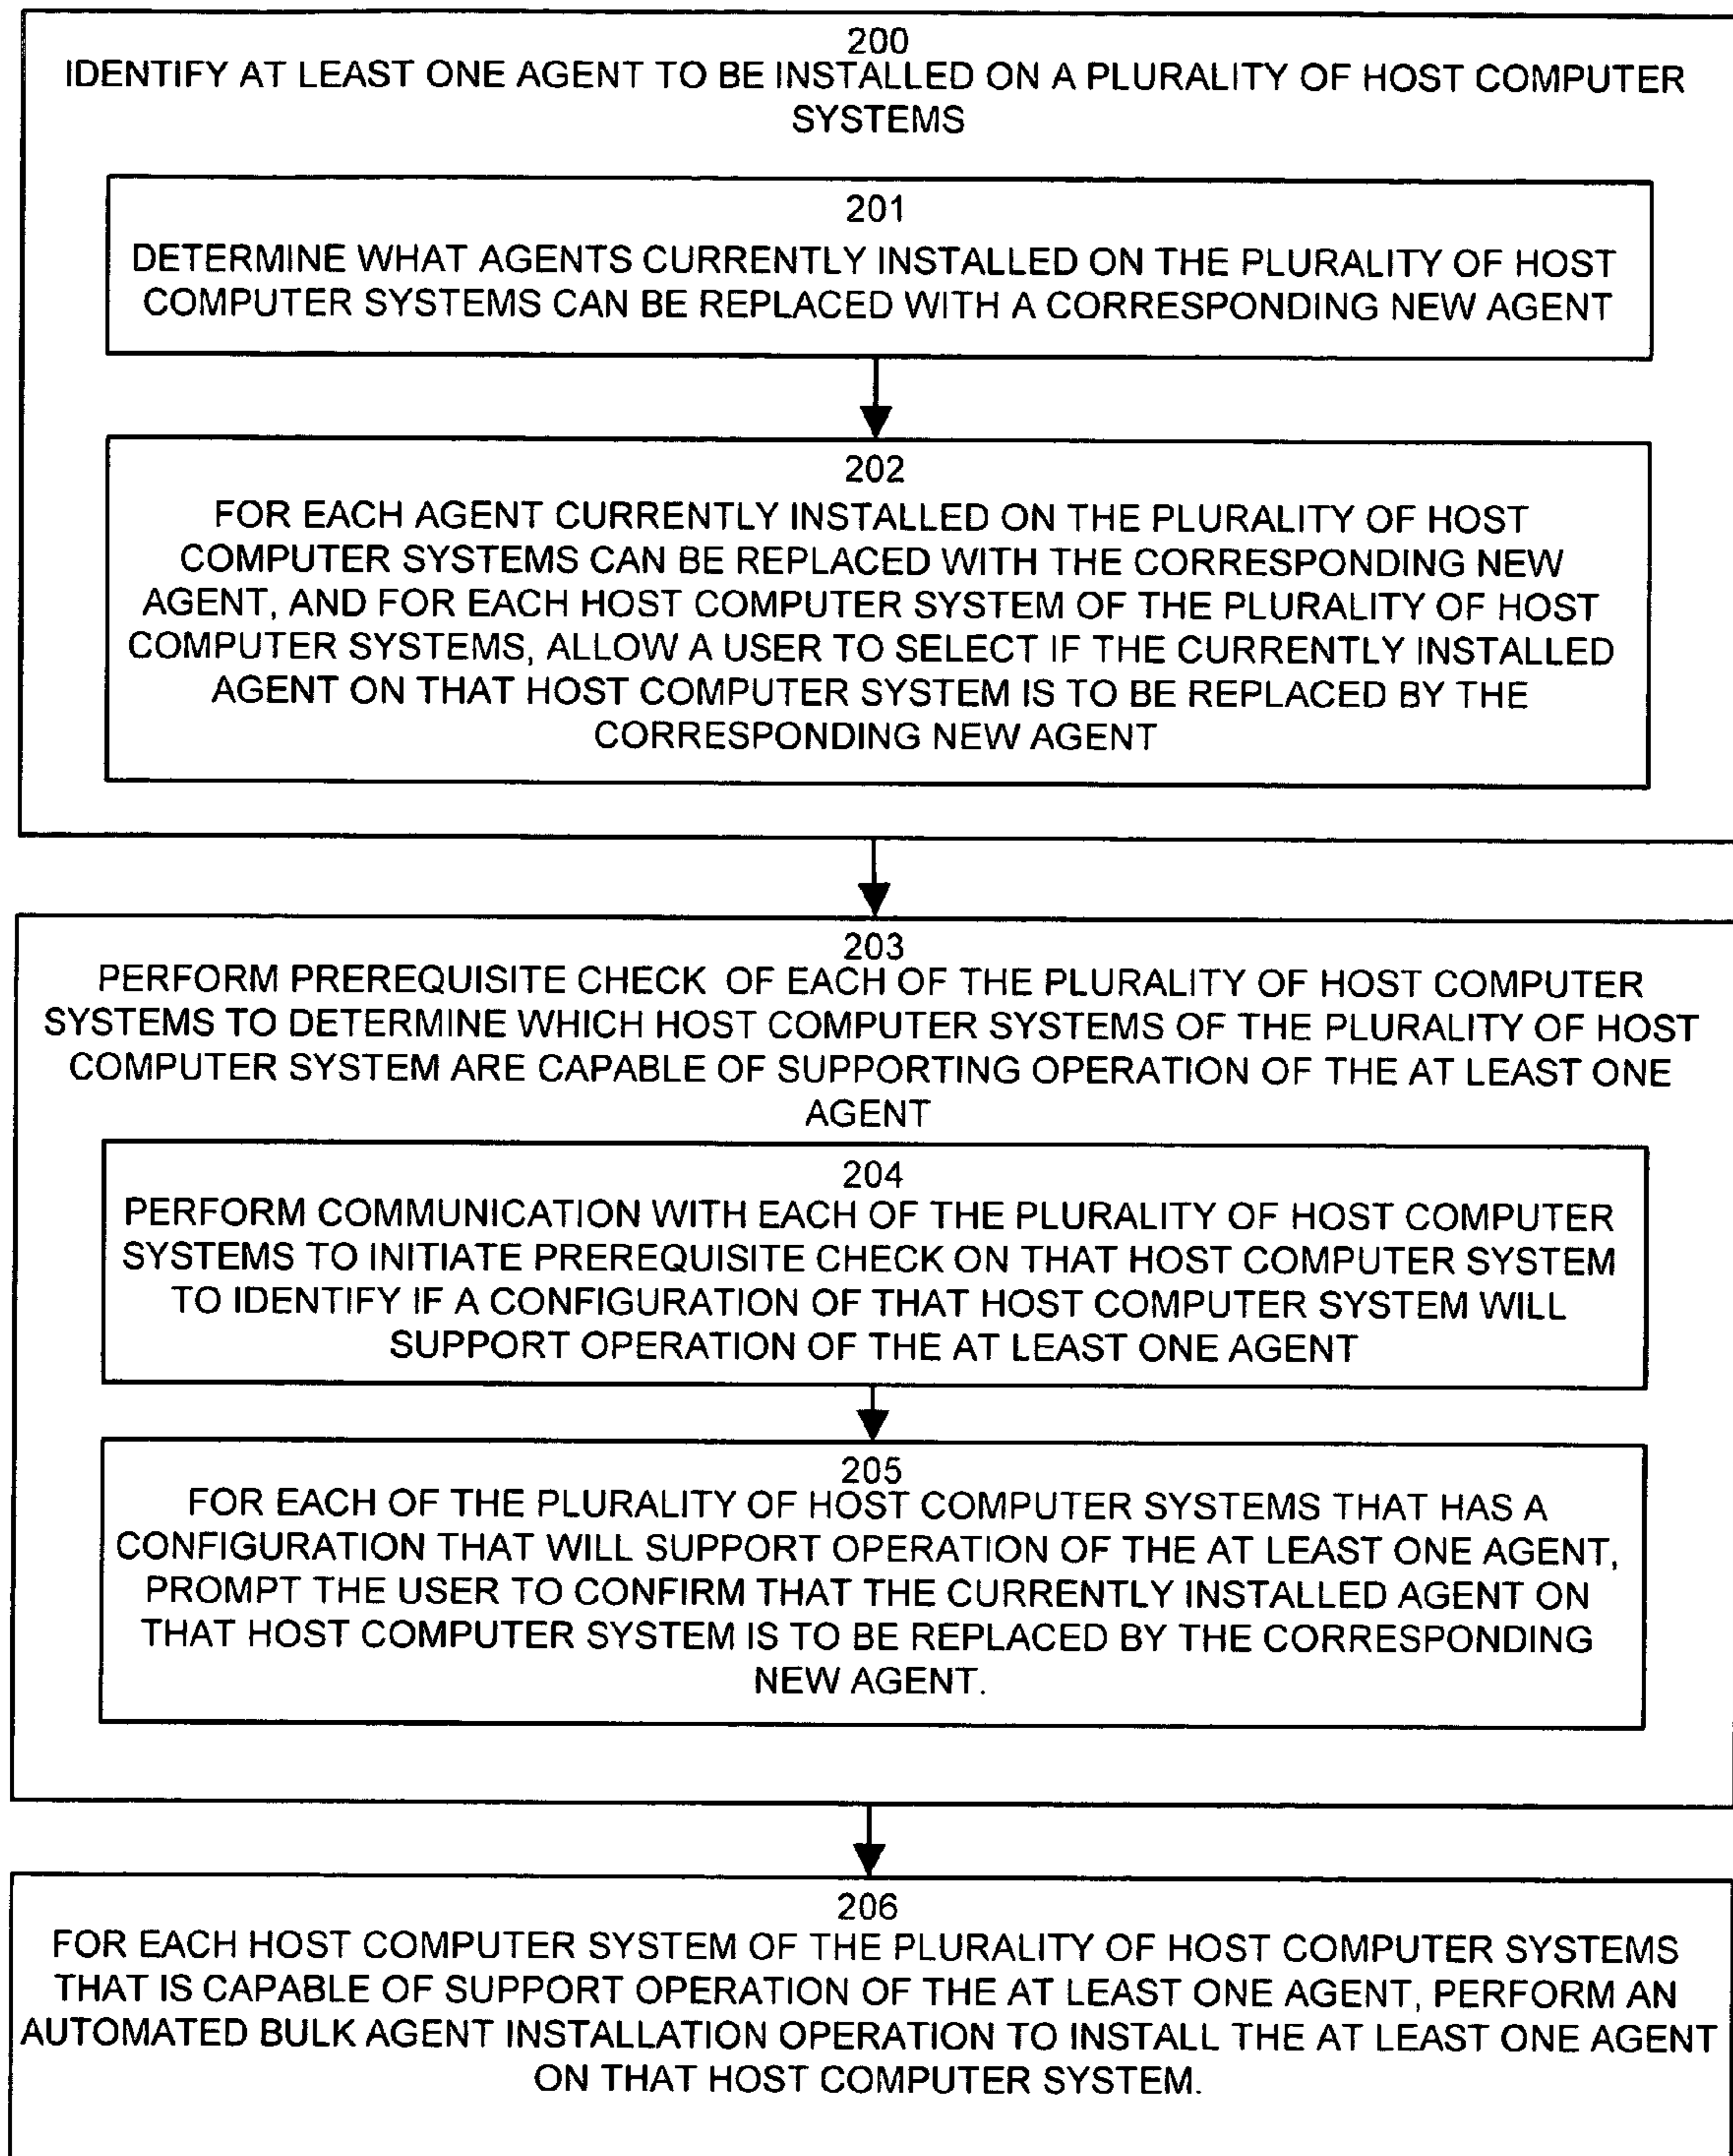 200
IDENTIFY AT LEAST ONE AGENT TO BE INSTALLED ON A PLURALITY OF HOST COMPUTER
SYSTEMS
201
DETERMINE WHAT AGENTS CURRENTLY INSTALLED ON THE PLURALITY OF HOST
COMPUTER SYSTEMS CAN BE REPLACED WITH A CORRESPONDING NEW AGENT
202
FOR EACH AGENT CURRENTLY INSTALLED ON THE PLURALITY OF HOST
COMPUTER SYSTEMS CAN BE REPLACED WITH THE CORRESPONDING NEW
AGENT, AND FOR EACH HOST COMPUTER SYSTEM OF THE PLURALITY OF HOST
COMPUTER SYSTEMS, ALLOW A USER TO SELECT IF THE CURRENTLY INSTALLED
AGENT ON THAT HOST COMPUTER SYSTEM IS TO BE REPLACED BY THE
CORRESPONDING NEW AGENT
203
PERFORM PREREQUISITE CHECK OF EACH OF THE PLURALITY OF HOST COMPUTER
SYSTEMS TO DETERMINE WHICH HOST COMPUTER SYSTEMS OF THE PLURALITY OF HOST
COMPUTER SYSTEM ARE CAPABLE OF SUPPORTING OPERATION OF THE AT LEAST ONE
AGENT
204
PERFORM COMMUNICATION WITH EACH OF THE PLURALITY OF HOST COMPUTER
SYSTEMS TO INITIATE PREREQUISITE CHECK ON THAT HOST COMPUTER SYSTEM
TO IDENTIFY IF A CONFIGURATION OF THAT HOST COMPUTER SYSTEM WILL
SUPPORT OPERATION OF THE AT LEAST ONE AGENT
205
FOR EACH OF THE PLURALITY OF HOST COMPUTER SYSTEMS THAT HAS A
CONFIGURATION THAT WILL SUPPORT OPERATION OF THE AT LEAST ONE AGENT,
PROMPT THE USER TO CONFIRM THAT THE CURRENTLY INSTALLED AGENT ON
THAT HOST COMPUTER SYSTEM IS TO BE REPLACED BY THE CORRESPONDING
NEW AGENT.
206
FOR EACH HOST COMPUTER SYSTEM OF THE PLURALITY OF HOST COMPUTER SYSTEMS
THAT IS CAPABLE OF SUPPORT OPERATION OF THE AT LEAST ONE AGENT, PERFORM AN
AUTOMATED BULK AGENT INSTALLATION OPERATION TO INSTALL THE AT LEAST ONE AGENT
ON THAT HOST COMPUTER SYSTEM.